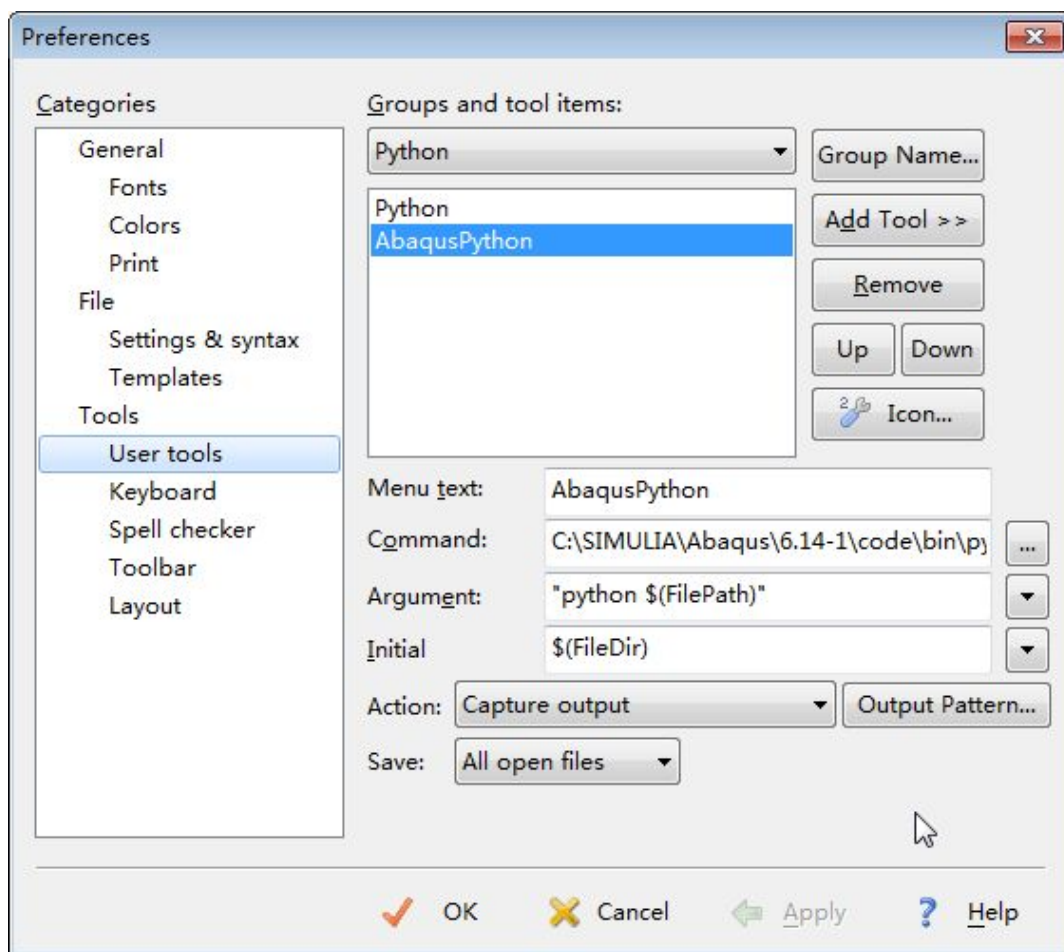 Preferences
Categories
General
Fonts
Colors
Print
File
Settings & syntax
Templates
Tools
User tools
Keyboard
Spell checker
Toolbar
Layout
Groups and tool items:
Python
Group Name...
Python
AbaqusPython
Add Tool >>
Remove
Up
Down
2 Icon...
Menu text:
AbaqusPython
Command:
C:\SIMULIA\Abaqus\6.14-1\code\bin\py
...
Argument:
"python $(FilePath)"
Initial
$(FileDir)
Action:
Capture output
Output Pattern...
Save:
All open files
OK
Cancel
Apply
? Help